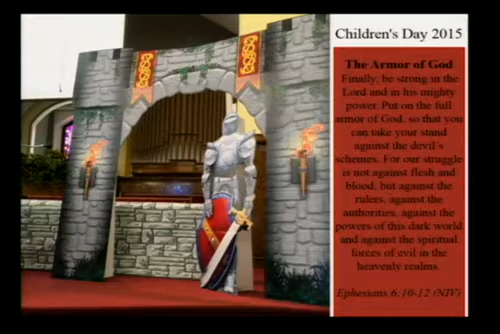 Children's Day 2015
The Armor of God
Finally, be strong in the
Lord and in his mighty
power. Put on the full
armor of God, so that you
can take your stand
against the devil's
schemes. For our struggle
is not against flesh and
blood, but against the
rulers, against the
authorities, against the
powers of this dark world
and against the spiritual
forces of evil in the
heavenly realms.
Ephesians 6:10-12 (NIV)